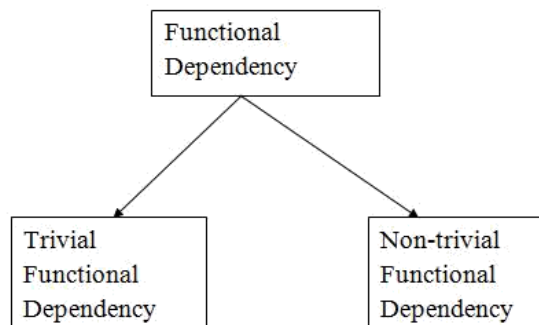 Functional
Dependency
Trivial
Functional
Dependency
Non-trivial
Functional
Dependency